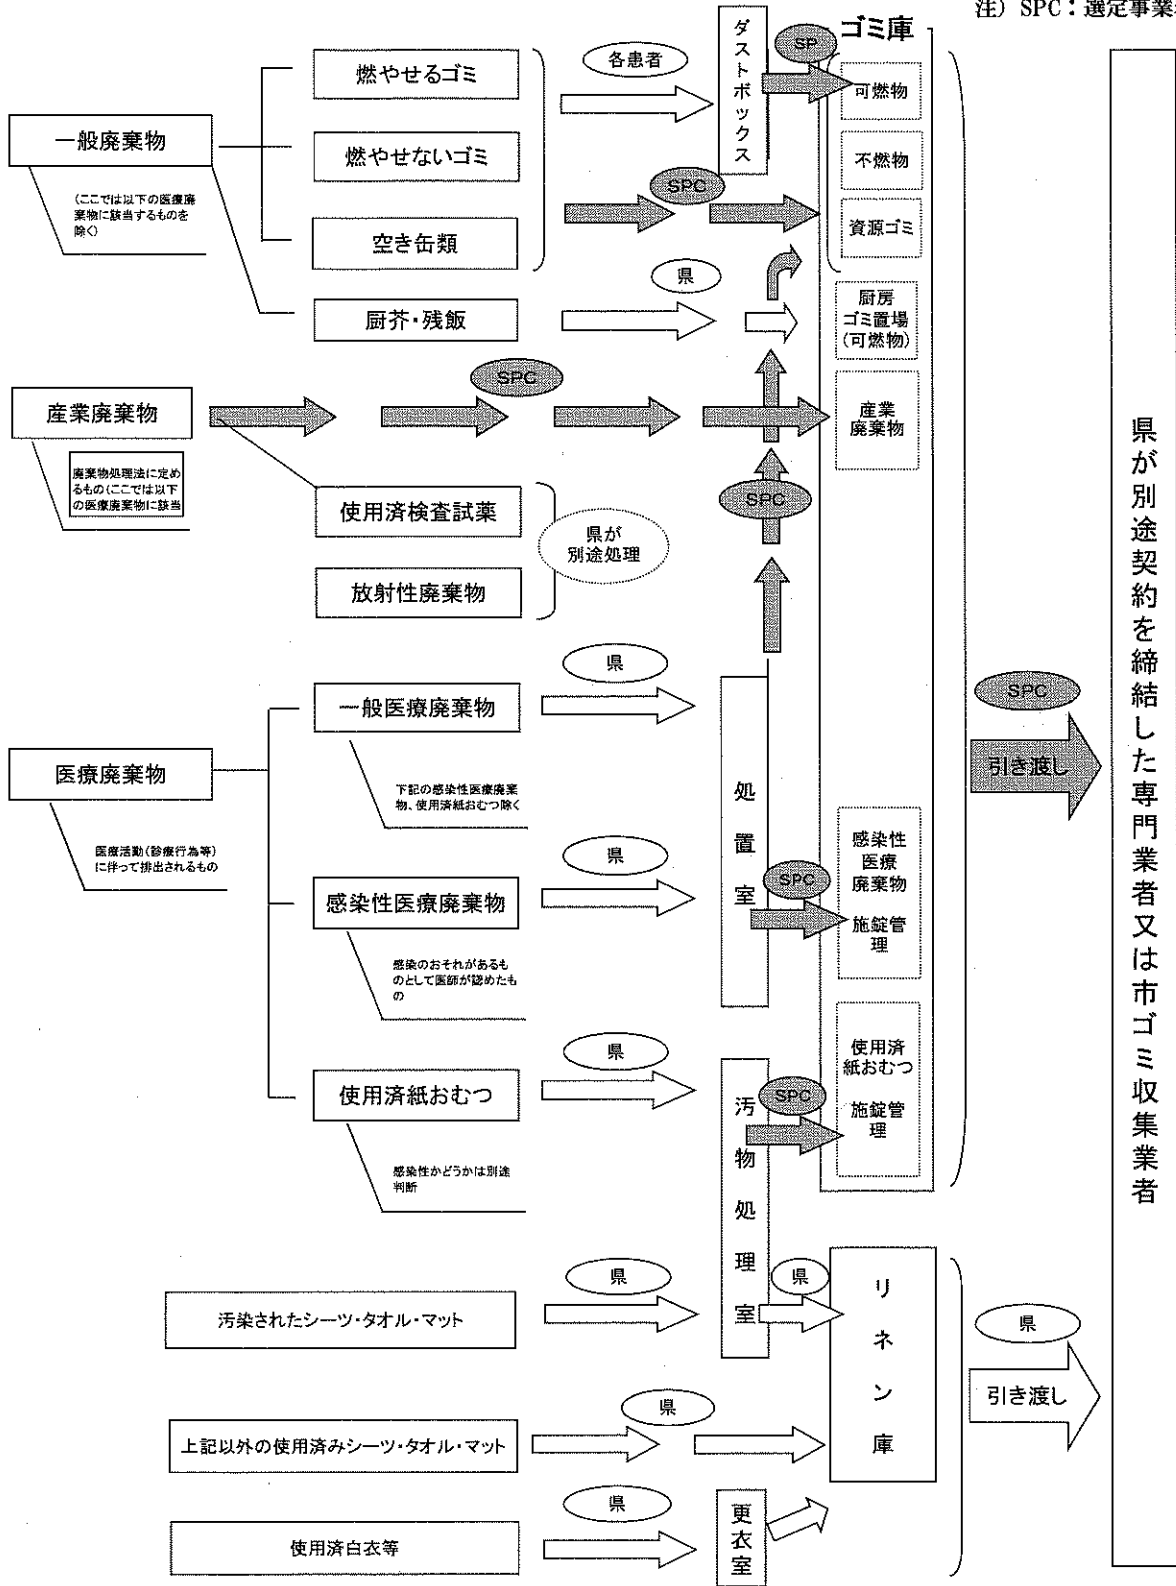 注) SPC：選定事業
ゴミ庫
ダストボックス
燃やせるゴミ
各患者
SP
可燃物
一般廃棄物
(ここでは以下の医療廃
棄物に該当するものを
除く)
燃やせないゴミ
不燃物
SPC
空き缶類
資源ゴミ
厨芥・残飯
県
厨房
ゴミ置場
(可燃物)
産業廃棄物
SPC
産業
廃棄物
廃棄物処理法に定め
るもの(ここでは以下
の医療廃棄物に該当
使用済検査試薬
県が
別途処理
SPC
放射性廃棄物
一般医療廃棄物
県
下記の感染性医療廃棄
物、使用済紙おむつ除く
医療廃棄物
医療活動(診療行為等)
に伴って排出されるもの
処置室
感染性医療廃棄物
県
SPC
感染性
医療
廃棄物
施錠管
理
感染のおそれがあるも
のとして医師が認めたも
の
使用済紙おむつ
県
汚物処理室
SPC
使用済
紙おむつ
施錠管
理
感染性かどうかは別途
判断
SPC
引き渡し
県が別途契約を締結した専門業者又は市ゴミ収集業者
汚染されたシーツ・タオル・マット
県
県
リネン庫
上記以外の使用済みシーツ・タオル・マット
県
使用済白衣等
県
更衣室
県
引き渡し